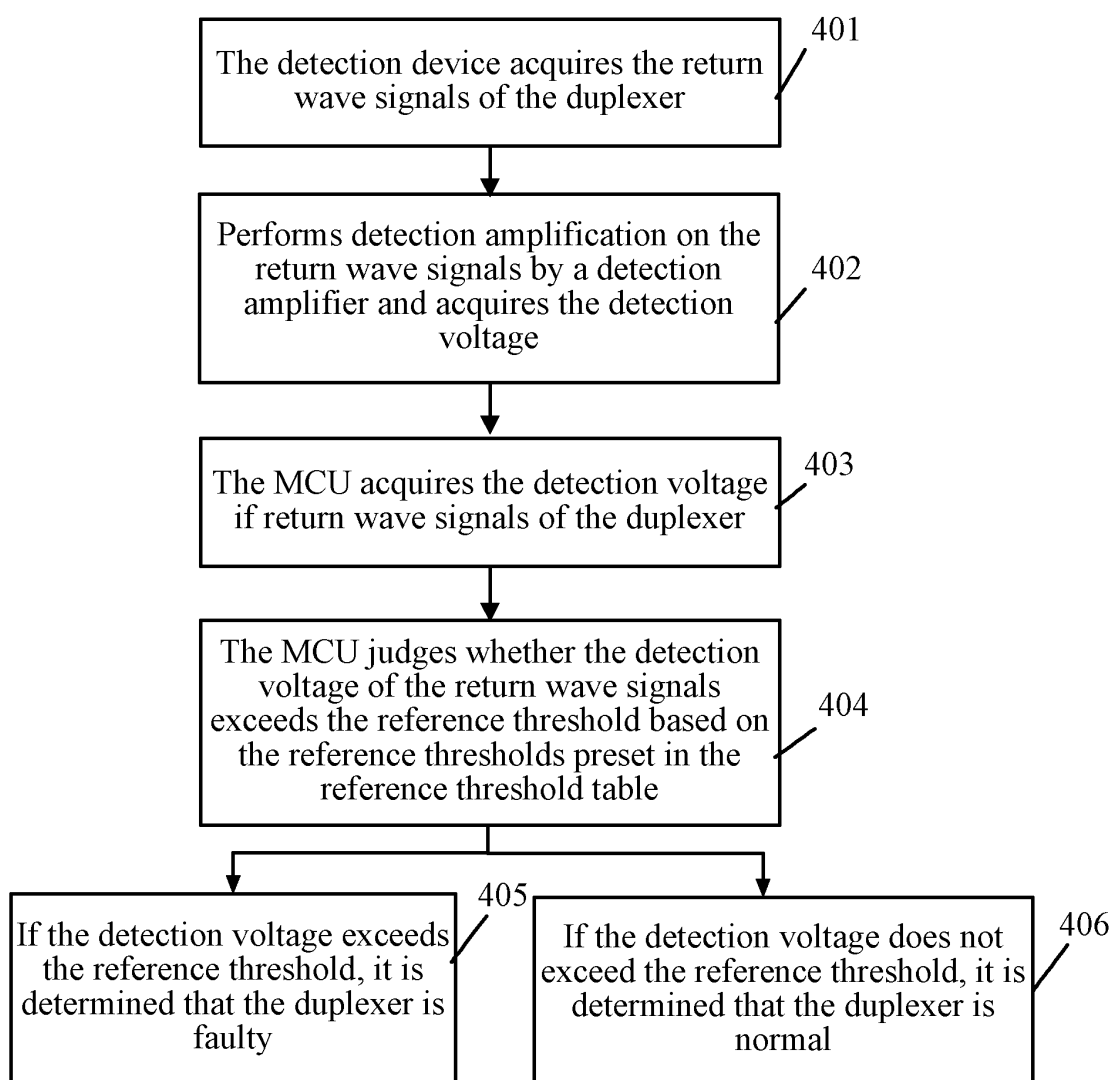 401
The detection device acquires the return
wave signals of the duplexer
Performs detection amplification on the
return wave signals by a detection
amplifier and acquires the detection
voltage
402
The MCU acquires the detection voltage
if return wave signals of the duplexer
403
The MCU judges whether the detection
voltage of the return wave signals
exceeds the reference threshold based on
the reference thresholds preset in the
reference threshold table
404
If the detection voltage exceeds
the reference threshold, it is
determined that the duplexer is
faulty
405
If the detection voltage does not
exceed the reference threshold, it is
determined that the duplexer is
normal
406